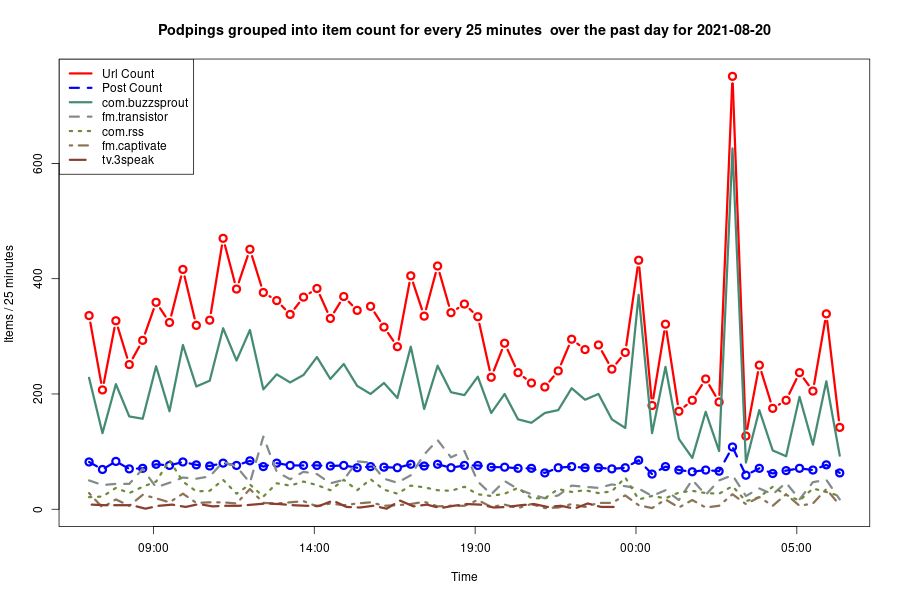 Podpings grouped into item count for every 25 minutes  over the past day for 2021-08-20
Url Count
Post Count
com.buzzsprout
fm.transistor
com.rss
fm.captivate
tv.3speak
Items / 25 minutes
600
400
200
0
09:00 14:00 19:00 00:00 05:00
Time